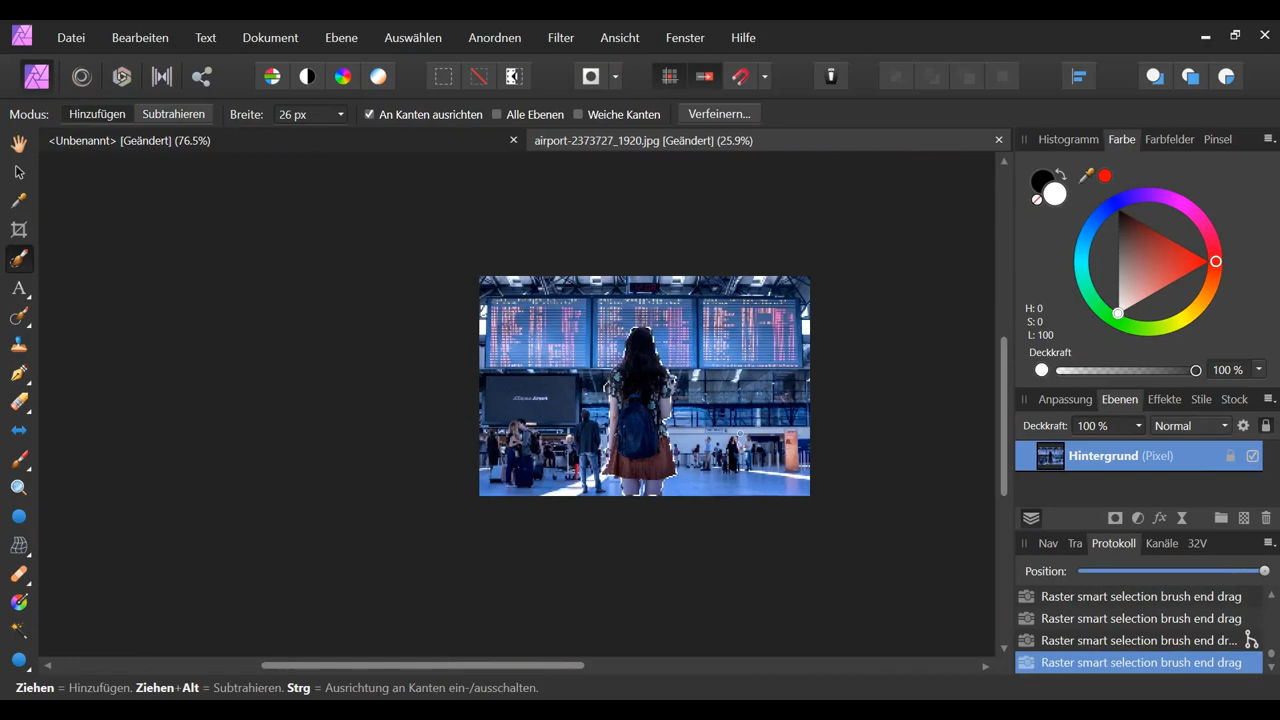 Datei Bearbeiten Text Dokument Ebene Auswählen Anordnen Filter Ansicht Fenster Hilfe
Modus: Hinzufügen Subtrahieren Breite: 26 px An Kanten ausrichten Alle Ebenen Weiche Kanten Verfeinern...
<Unbenannt> [Geändert] (76.5%) airport-2373727_1920.jpg [Geändert] (25.9%)
Histogramm Farbe Farbfelder Pinsel
H: 0
S: 0
L: 100
Deckkraft
100 %
Anpassung Ebenen Effekte Stile Stock
Deckkraft: 100 % Normal
Hintergrund (Pixel)
fx
Nav Tra Protokoll Kanäle 32V
Position:
Raster smart selection brush end drag
Raster smart selection brush end drag
Raster smart selection brush end dr...
Raster smart selection brush end drag
Ziehen = Hinzufügen. Ziehen+Alt = Subtrahieren. Strg = Ausrichtung an Kanten ein-/ausschalten.